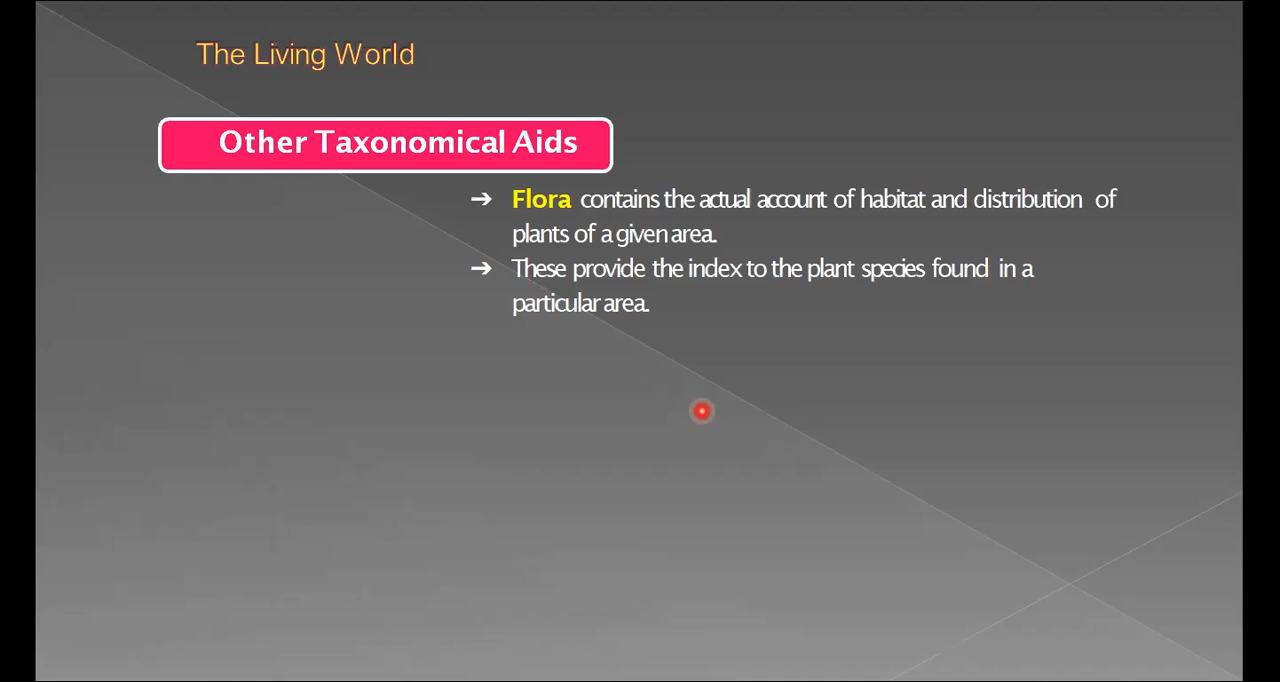 The Living World
Other Taxonomical Aids
➔ Flora contains the actual account of habitat and distribution of
plants of a given area.
➔ These provide the index to the plant species found in a
particular area.